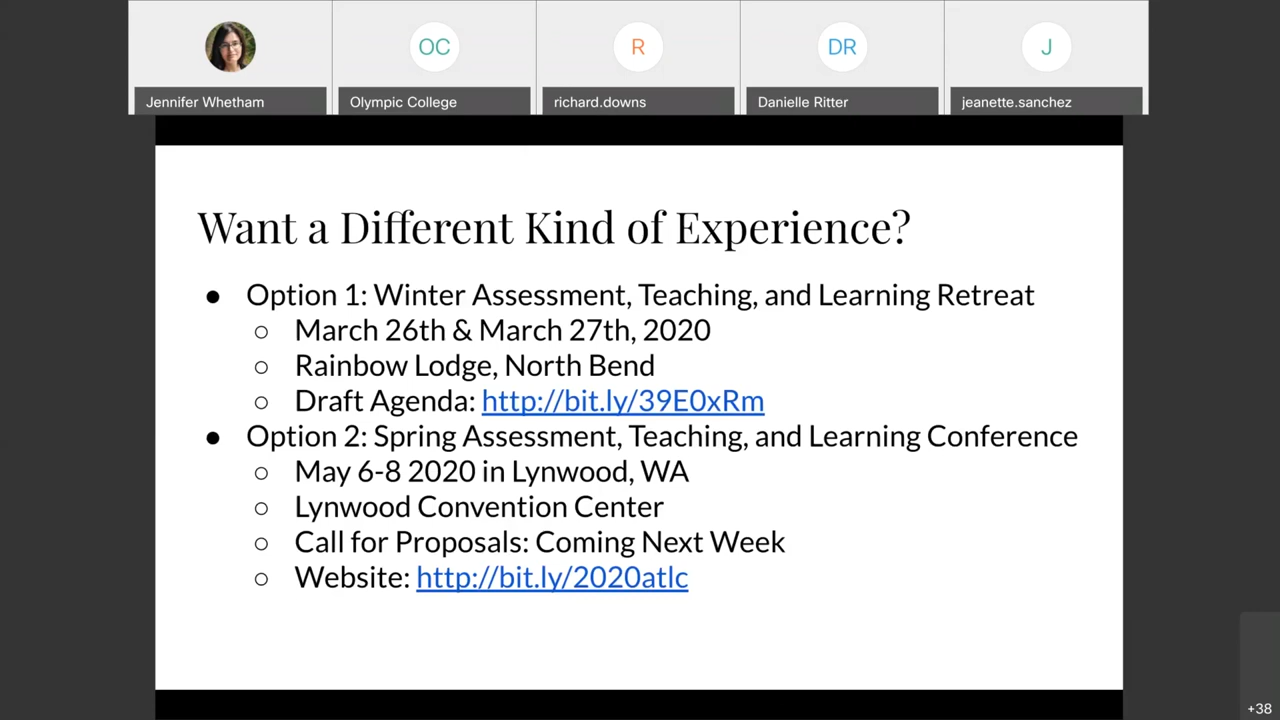 OC
R
DR
J
Jennifer Whetham
Olympic College
richard.downs
Danielle Ritter
jeanette.sanchez
Want a Different Kind of Experience?
● Option 1: Winter Assessment, Teaching, and Learning Retreat
○ March 26th & March 27th, 2020
○ Rainbow Lodge, North Bend
○ Draft Agenda: http://bit.ly/39E0xRm
● Option 2: Spring Assessment, Teaching, and Learning Conference
○ May 6-8 2020 in Lynwood, WA
○ Lynwood Convention Center
○ Call for Proposals: Coming Next Week
○ Website: http://bit.ly/2020atlc
+38